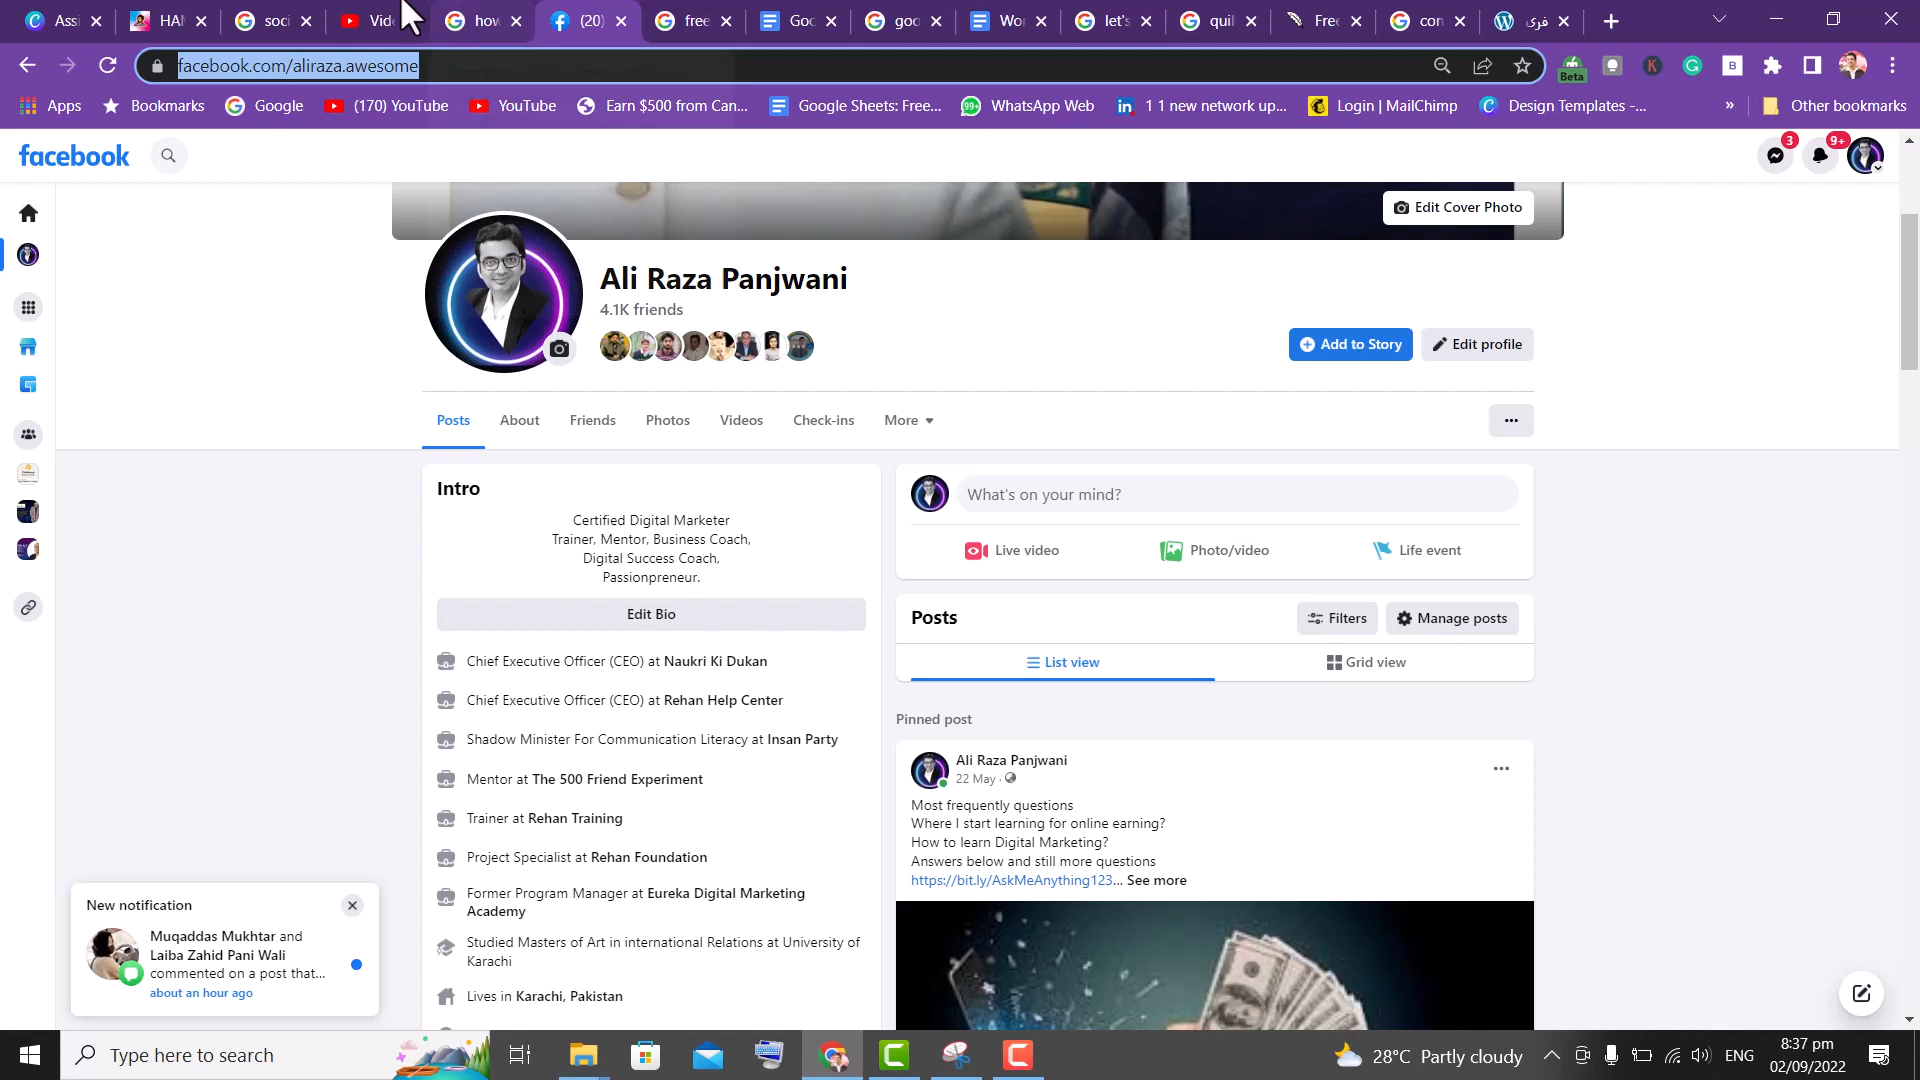 Assi
HAN
soci
Vide
how
(20)
free
Goo
goo
Wor
let's
quil
Free
con
فری
facebook.com/aliraza.awesome
Beta
Apps
Bookmarks
Google
(170) YouTube
YouTube
Earn $500 from Can...
Google Sheets: Free...
99+
WhatsApp Web
1 1 new network up...
Login | MailChimp
Design Templates -...
»
Other bookmarks
facebook
3
9+
Edit Cover Photo
Ali Raza Panjwani
4.1K friends
Add to Story
Edit profile
Posts
About
Friends
Photos
Videos
Check-ins
More
Intro
Certified Digital Marketer
Trainer, Mentor, Business Coach,
Digital Success Coach,
Passionpreneur.
Edit Bio
Chief Executive Officer (CEO) at Naukri Ki Dukan
Chief Executive Officer (CEO) at Rehan Help Center
Shadow Minister For Communication Literacy at Insan Party
Mentor at The 500 Friend Experiment
Trainer at Rehan Training
Project Specialist at Rehan Foundation
Former Program Manager at Eureka Digital Marketing
Academy
Studied Masters of Art in international Relations at University of
Karachi
Lives in Karachi, Pakistan
What's on your mind?
Live video
Photo/video
Life event
Posts
Filters
Manage posts
List view
Grid view
Pinned post
Ali Raza Panjwani
22 May ·
Most frequently questions
Where I start learning for online earning?
How to learn Digital Marketing?
Answers below and still more questions
https://bit.ly/AskMeAnything123... See more
New notification
Muqaddas Mukhtar and
Laiba Zahid Pani Wali
commented on a post that...
about an hour ago
Type here to search
28°C Partly cloudy
ENG
8:37 pm
02/09/2022